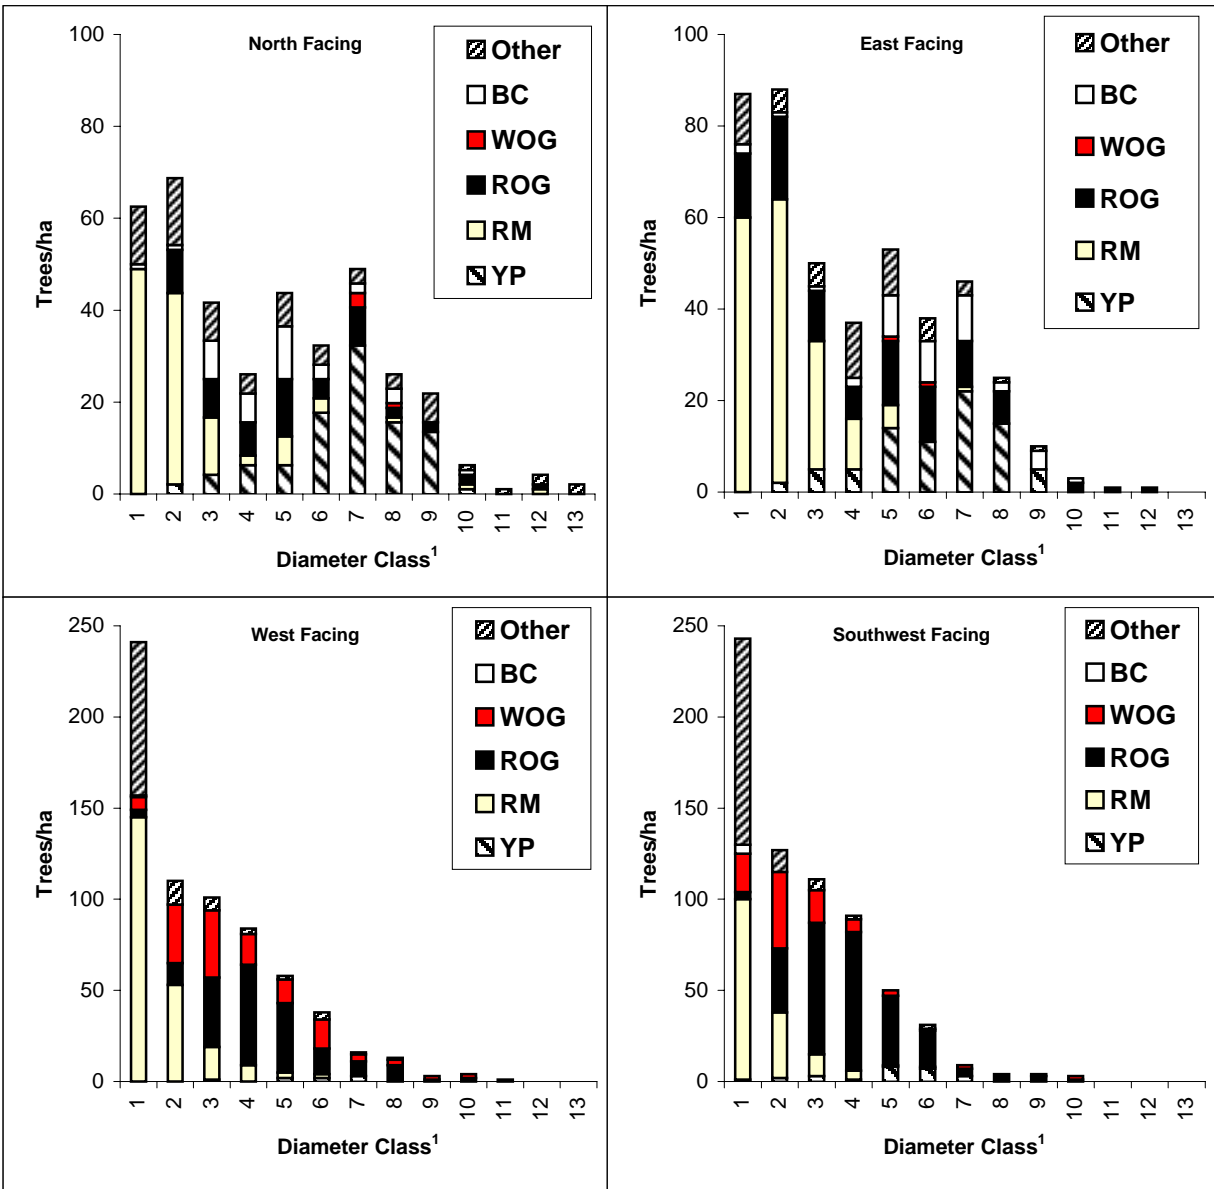 North Facing
100
80
60
40
20
0
Trees/ha
1 2 3 4 5 6 7 8 9 10 11 12 13
Diameter Class¹
Other
BC
WOG
ROG
RM
YP
East Facing
100
80
60
40
20
0
Trees/ha
1 2 3 4 5 6 7 8 9 10 11 12 13
Diameter Class¹
Other
BC
WOG
ROG
RM
YP
West Facing
250
200
150
100
50
0
Trees/ha
1 2 3 4 5 6 7 8 9 10 11 12 13
Diameter Class¹
Other
BC
WOG
ROG
RM
YP
Southwest Facing
250
200
150
100
50
0
Trees/ha
1 2 3 4 5 6 7 8 9 10 11 12 13
Diameter Class¹
Other
BC
WOG
ROG
RM
YP